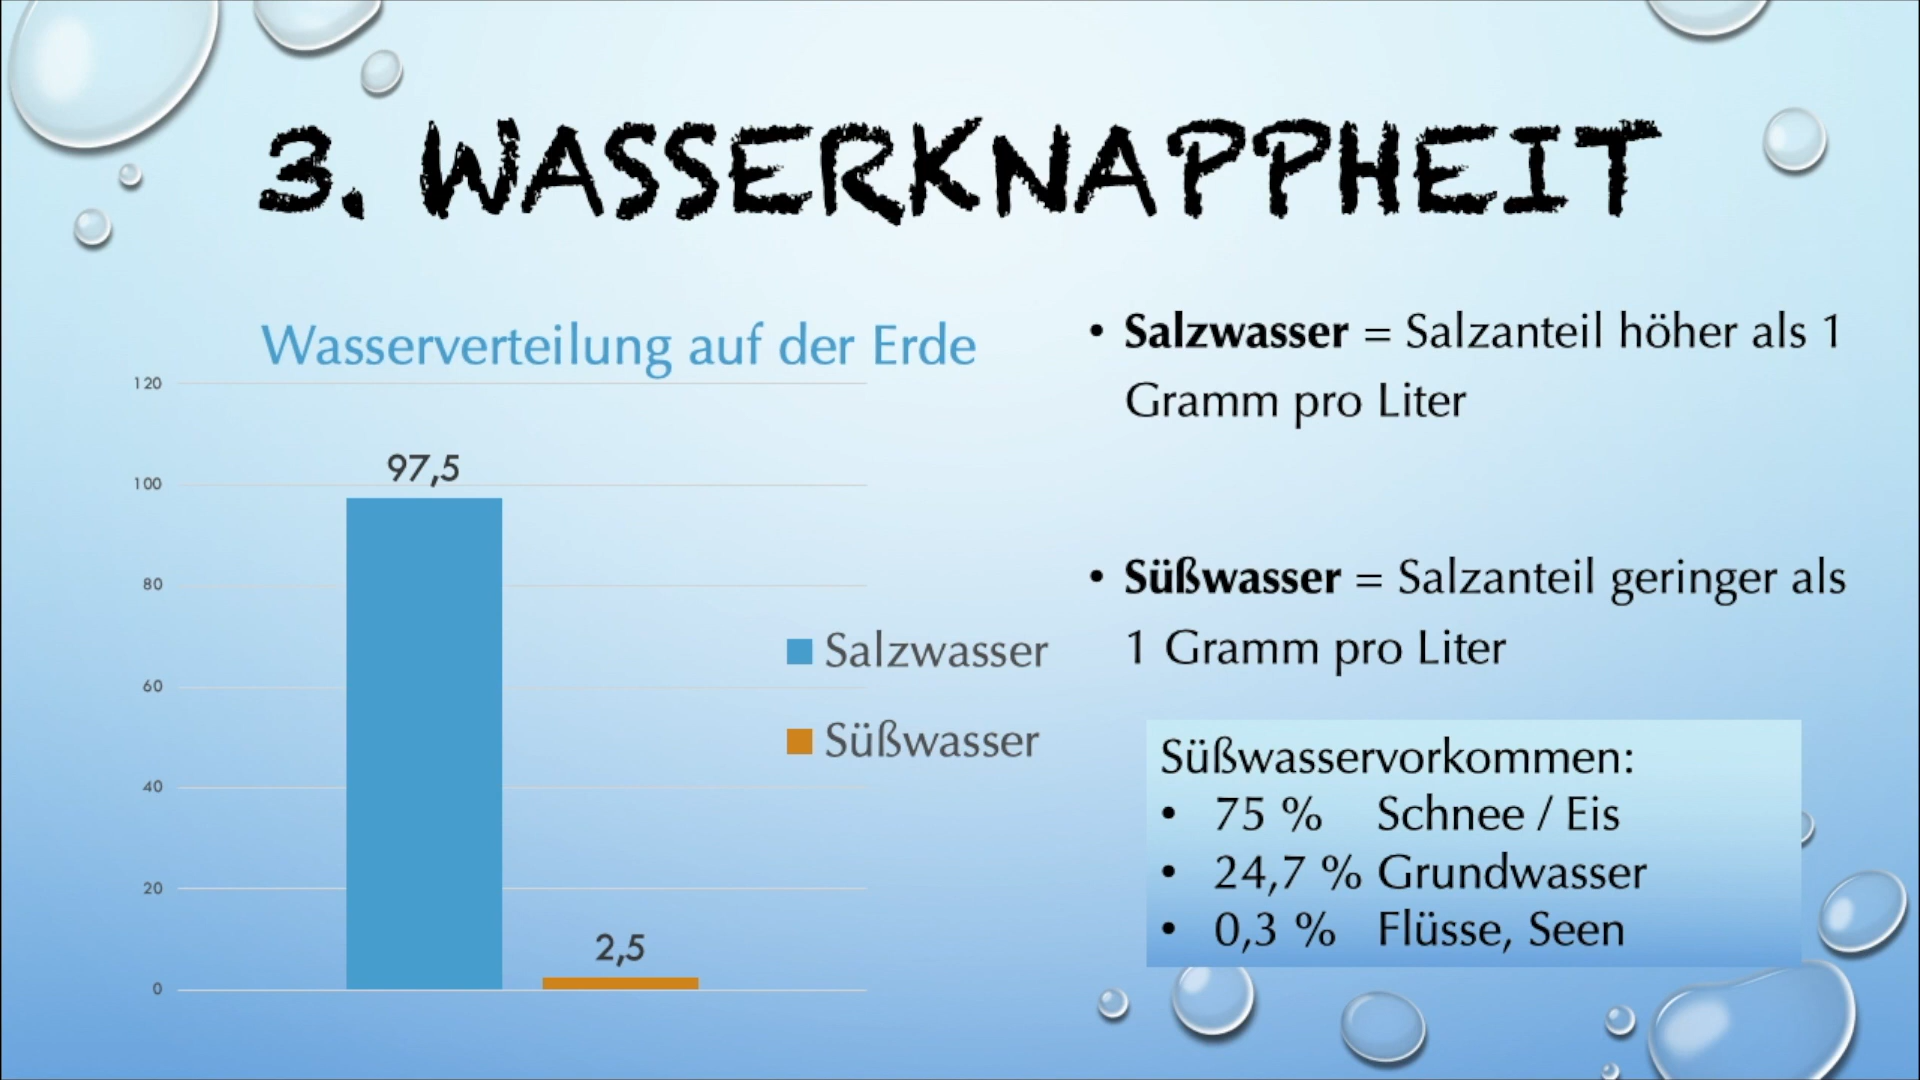 3. WASSERKNAPPHEIT
Wasserverteilung auf der Erde
120
100
80
60
40
20
0
97,5
2,5
Salzwasser
Süßwasser
• Salzwasser = Salzanteil höher als 1
Gramm pro Liter
• Süßwasser = Salzanteil geringer als
1 Gramm pro Liter
Süßwasservorkommen:
• 75 % Schnee / Eis
• 24,7 % Grundwasser
• 0,3 % Flüsse, Seen